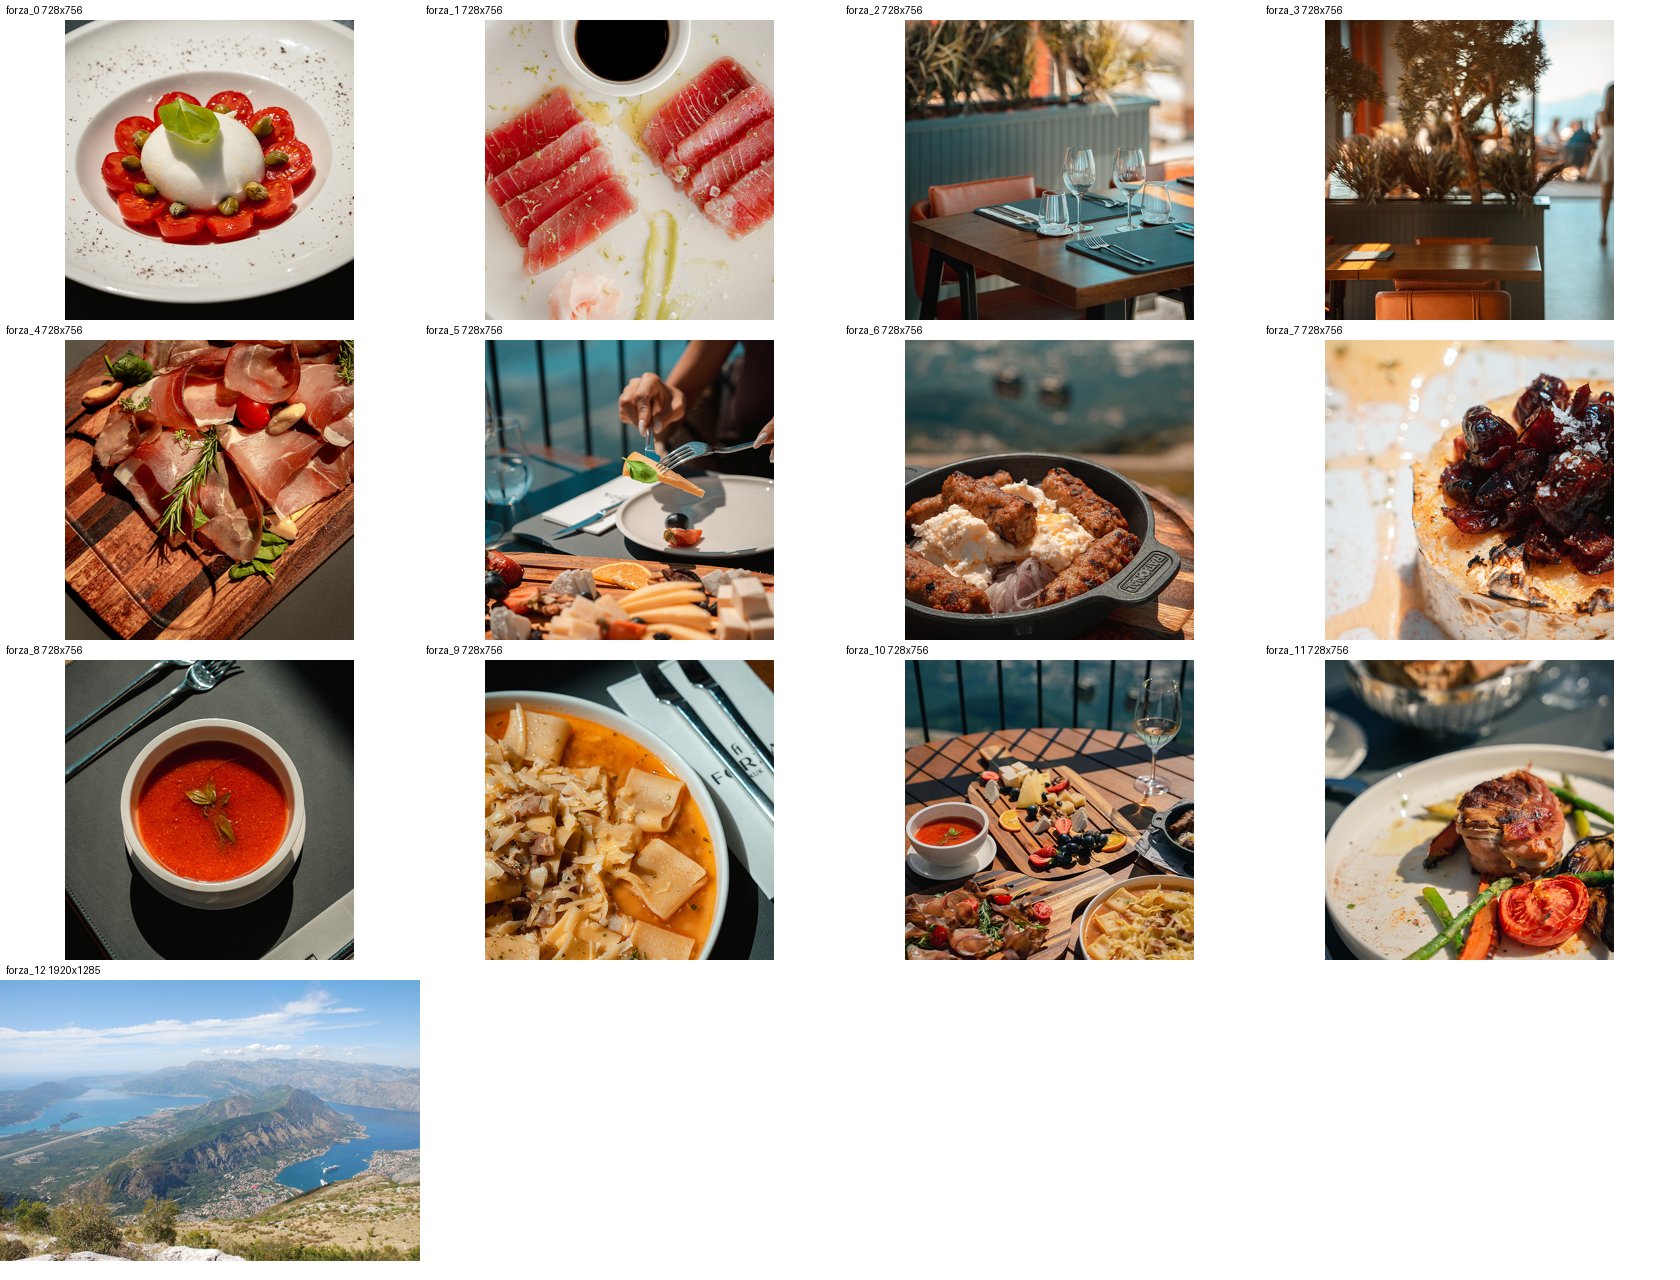 forza_0 728x756
forza_1 728x756
forza_2 728x756
forza_3 728x756
forza_4 728x756
forza_5 728x756
forza_6 728x756
forza_7 728x756
forza_8 728x756
forza_9 728x756
forza_10 728x756
forza_11 728x756
forza_12 1920x1285